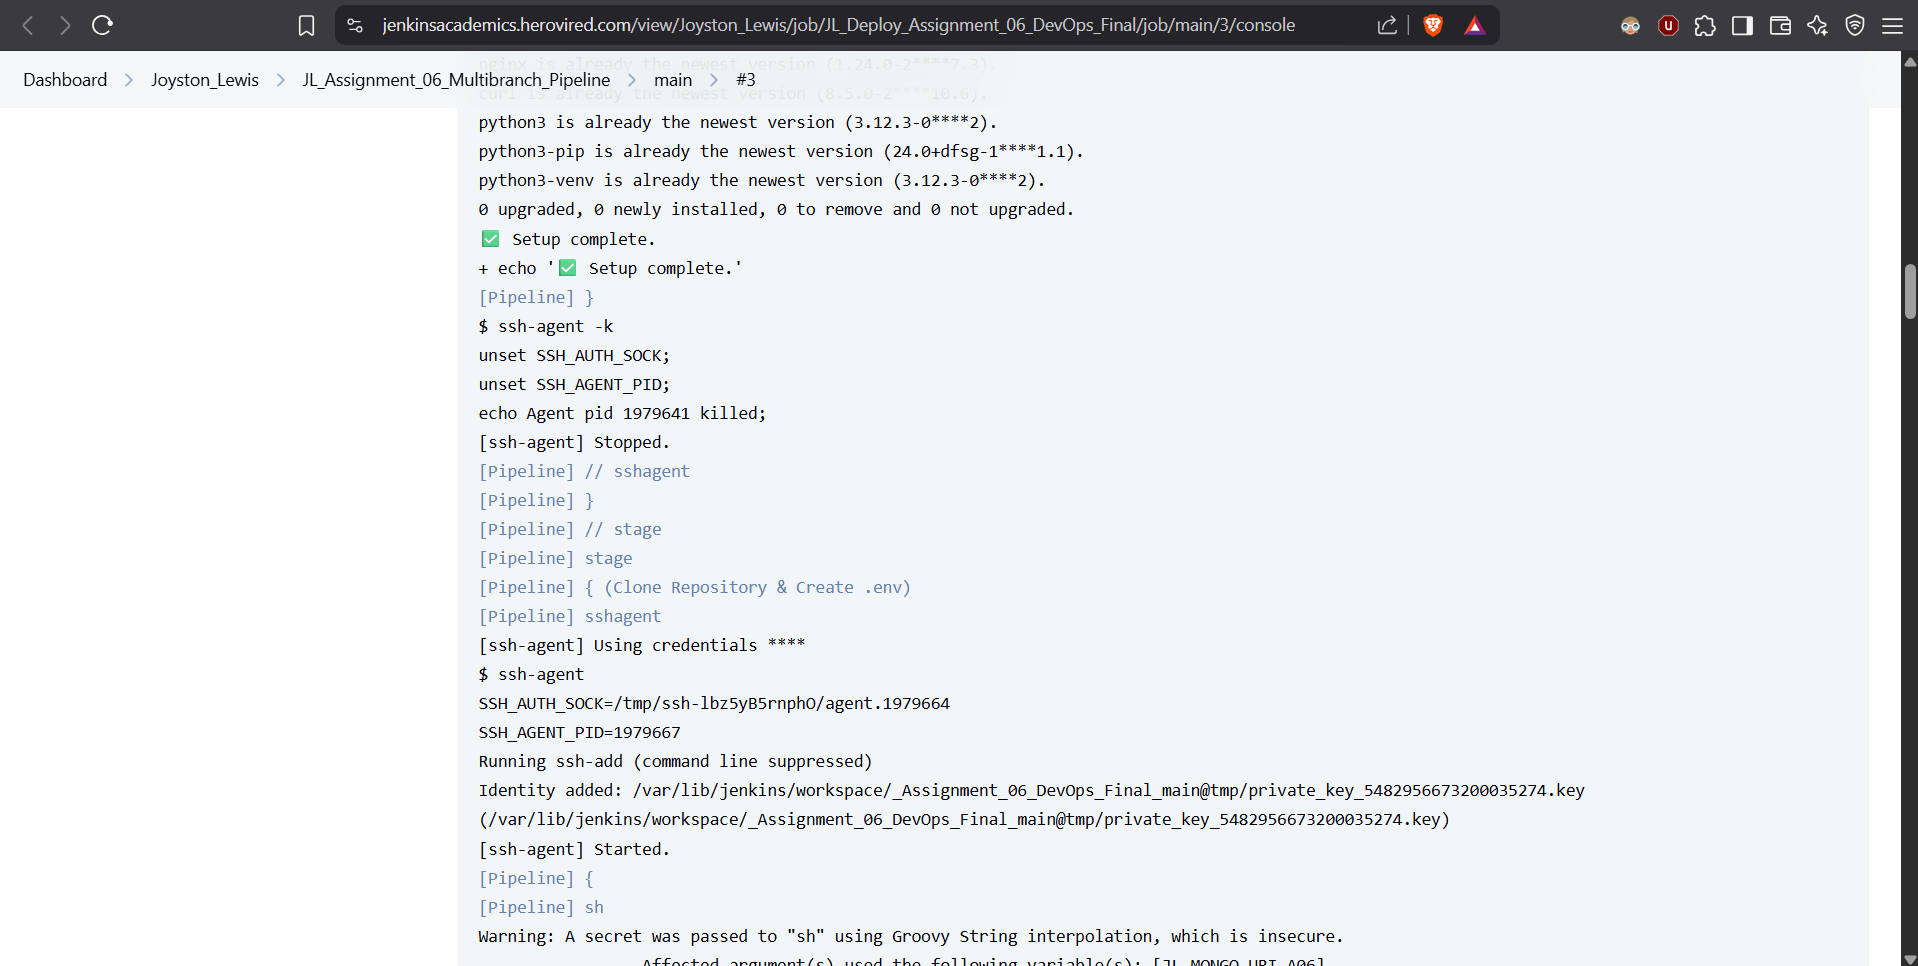 jenkinsacademics.herovired.com/view/Joyston_Lewis/job/JL_Deploy_Assignment_06_DevOps_Final/job/main/3/console
nginx is already the newest version (1.24.0-2****7.3).
Dashboard > Joyston_Lewis > JL_Assignment_06_Multibranch_Pipeline > main > #3
curl is already the newest version (8.5.0-2****10.6).
python3 is already the newest version (3.12.3-0****2).
python3-pip is already the newest version (24.0+dfsg-1****1.1).
python3-venv is already the newest version (3.12.3-0****2).
0 upgraded, 0 newly installed, 0 to remove and 0 not upgraded.
✅ Setup complete.
+ echo '✅ Setup complete.'
[Pipeline] }
$ ssh-agent -k
unset SSH_AUTH_SOCK;
unset SSH_AGENT_PID;
echo Agent pid 1979641 killed;
[ssh-agent] Stopped.
[Pipeline] // sshagent
[Pipeline] }
[Pipeline] // stage
[Pipeline] stage
[Pipeline] { (Clone Repository & Create .env)
[Pipeline] sshagent
[ssh-agent] Using credentials ****
$ ssh-agent
SSH_AUTH_SOCK=/tmp/ssh-lbz5yB5rnphO/agent.1979664
SSH_AGENT_PID=1979667
Running ssh-add (command line suppressed)
Identity added: /var/lib/jenkins/workspace/_Assignment_06_DevOps_Final_main@tmp/private_key_5482956673200035274.key
(/var/lib/jenkins/workspace/_Assignment_06_DevOps_Final_main@tmp/private_key_5482956673200035274.key)
[ssh-agent] Started.
[Pipeline] {
[Pipeline] sh
Warning: A secret was passed to "sh" using Groovy String interpolation, which is insecure.
Affected argument(s) used the following variable(s): [JL_MONGO_URI_A06]